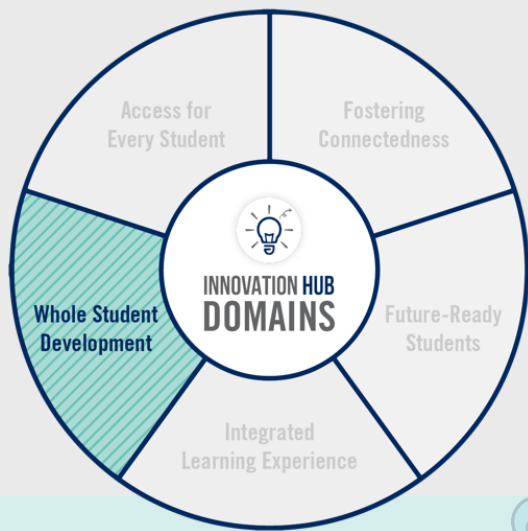 Access for
Every Student
Fostering
Connectedness
INNOVATION HUB
DOMAINS
Whole Student
Development
Future-Ready
Students
Integrated
Learning Experience